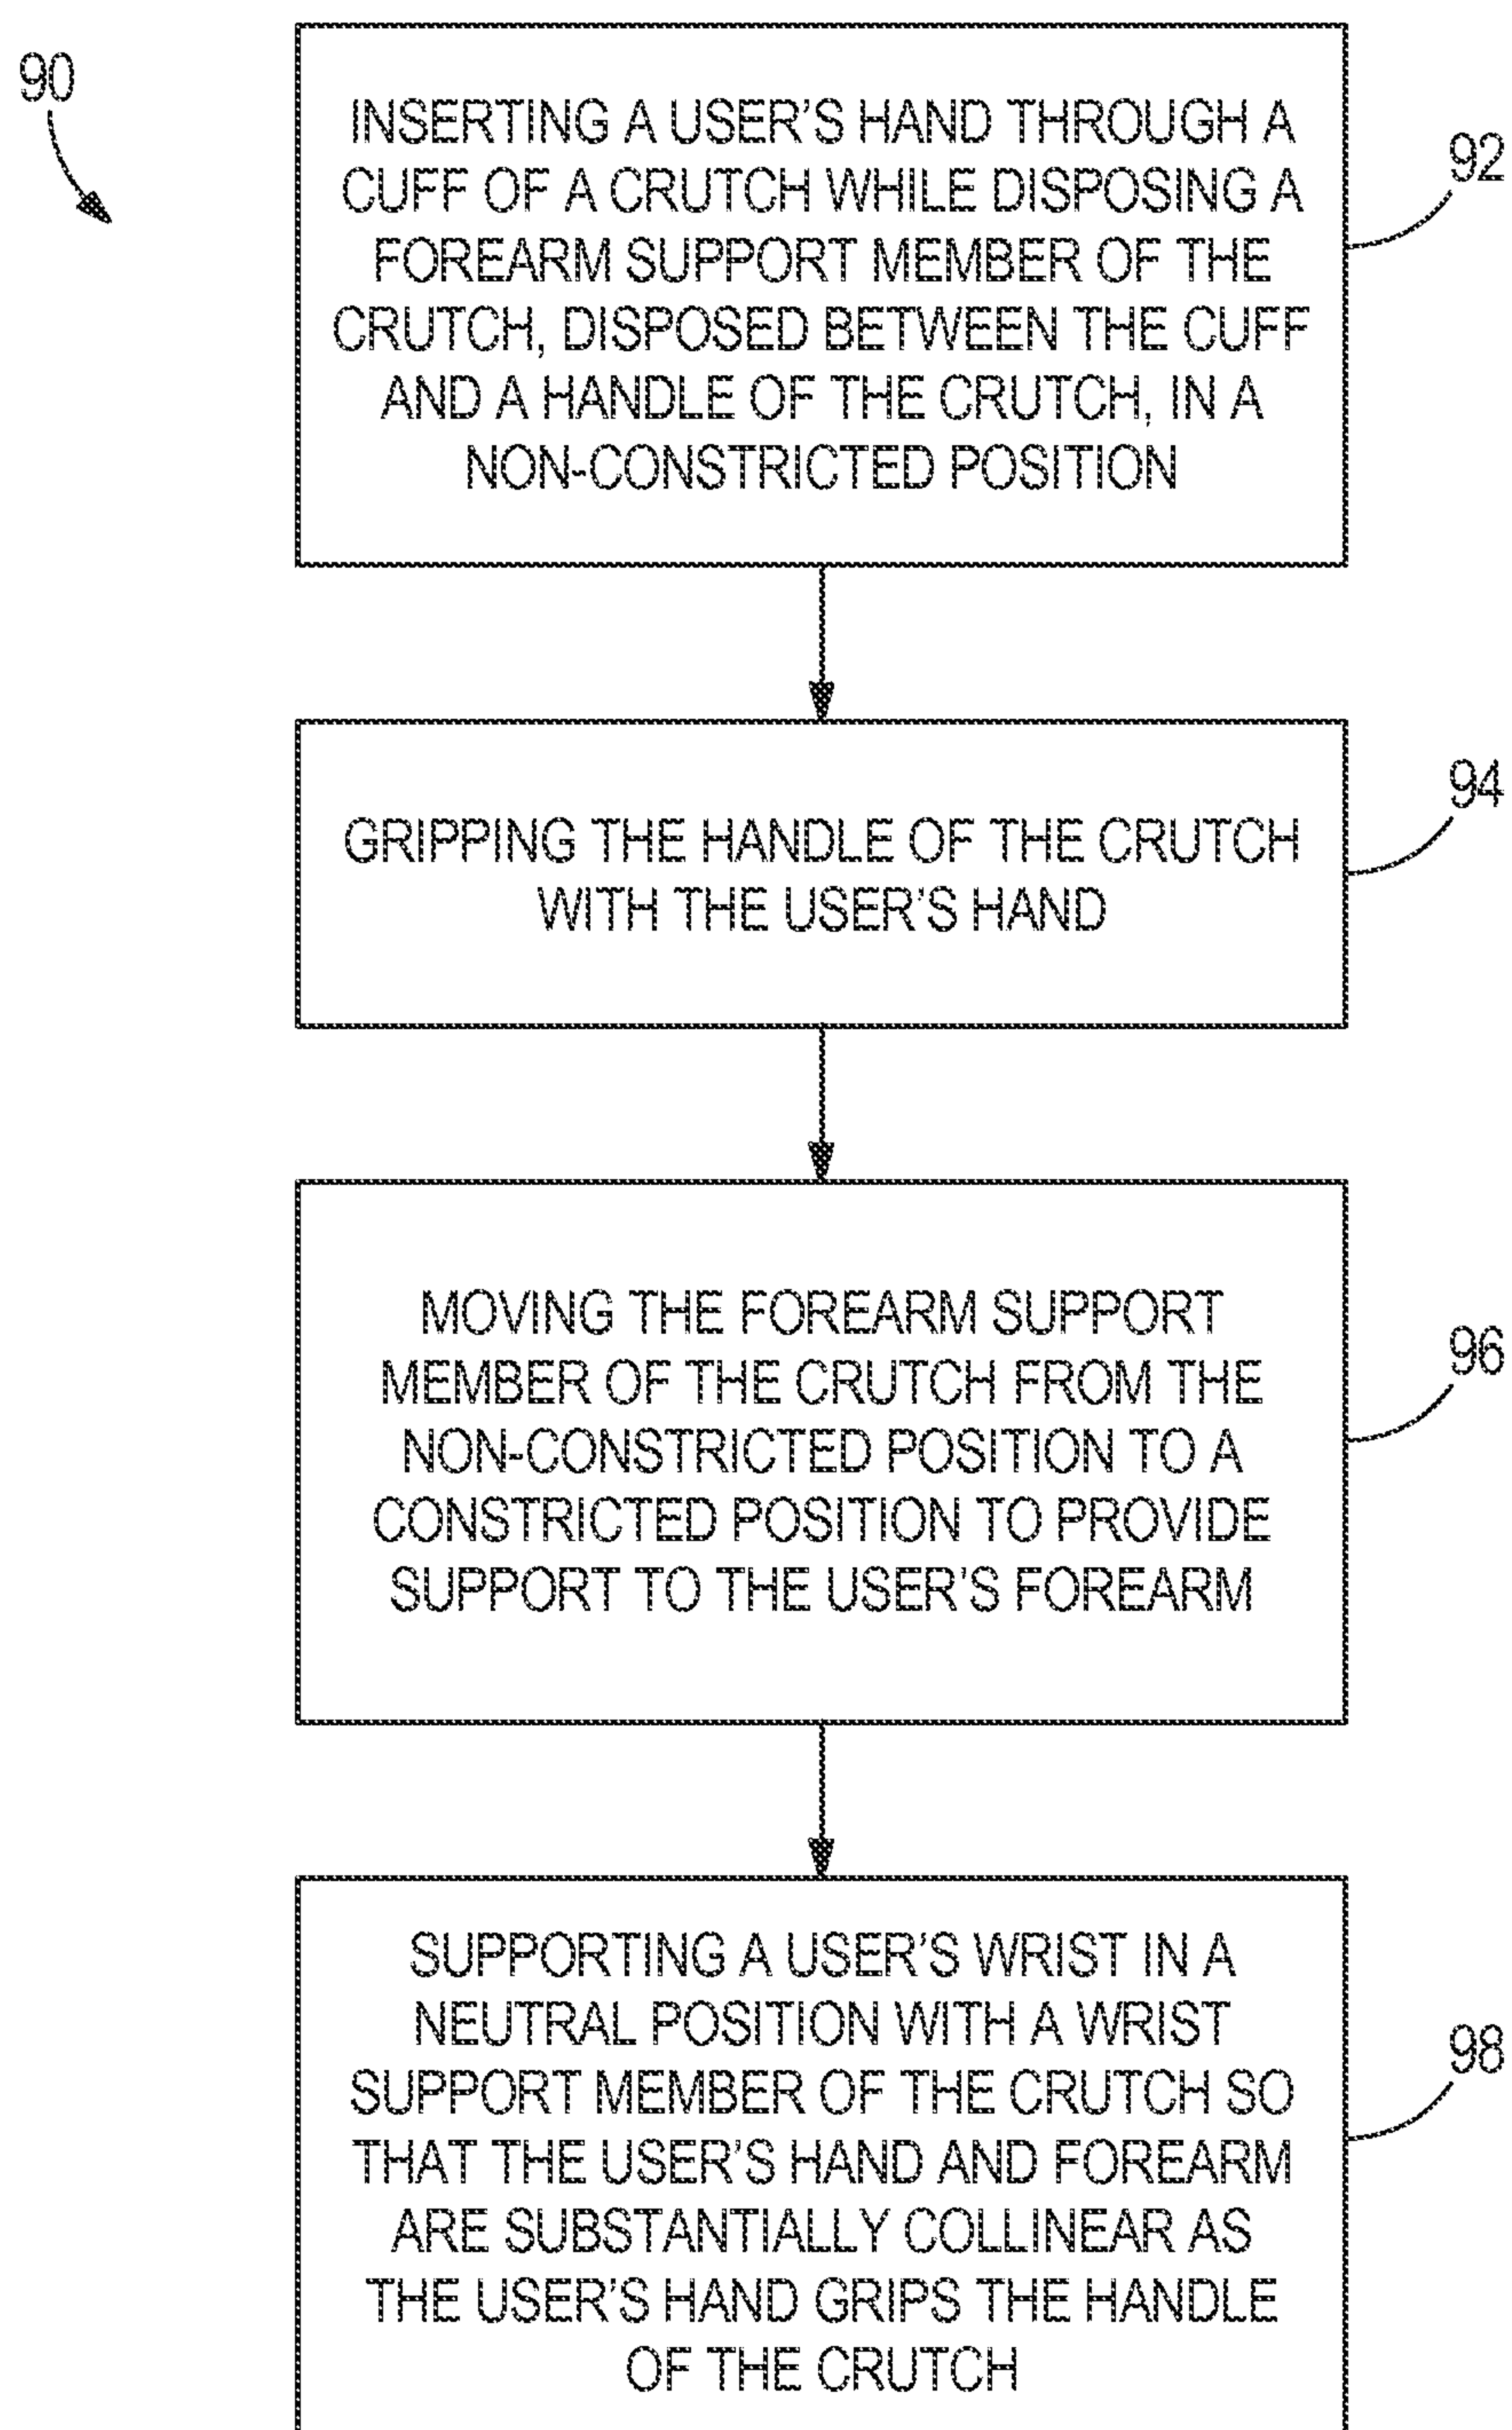 90
INSERTING A USER'S HAND THROUGH A
CUFF OF A CRUTCH WHILE DISPOSING A
FOREARM SUPPORT MEMBER OF THE
CRUTCH, DISPOSED BETWEEN THE CUFF
AND A HANDLE OF THE CRUTCH, IN A
NON-CONSTRICTED POSITION
92
GRIPPING THE HANDLE OF THE CRUTCH
WITH THE USER'S HAND
94
MOVING THE FOREARM SUPPORT
MEMBER OF THE CRUTCH FROM THE
NON-CONSTRICTED POSITION TO A
CONSTRICTED POSITION TO PROVIDE
SUPPORT TO THE USER'S FOREARM
96
SUPPORTING A USER'S WRIST IN A
NEUTRAL POSITION WITH A WRIST
SUPPORT MEMBER OF THE CRUTCH SO
THAT THE USER'S HAND AND FOREARM
ARE SUBSTANTIALLY COLLINEAR AS
THE USER'S HAND GRIPS THE HANDLE
OF THE CRUTCH
98